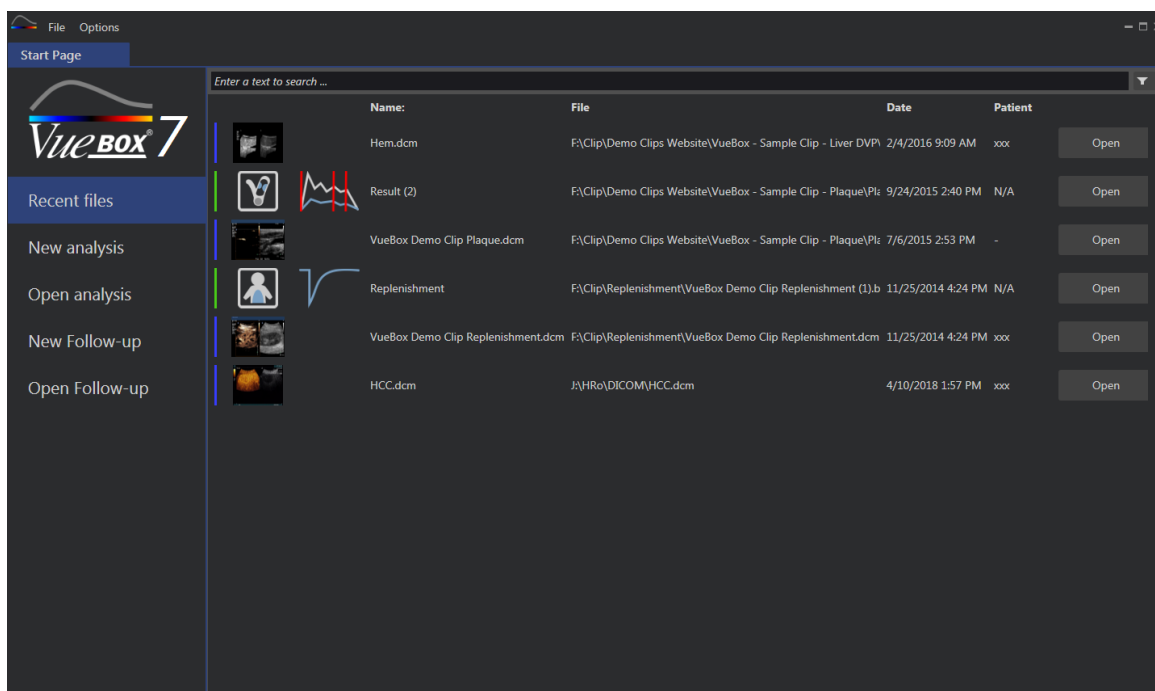 File Options
Start Page
Enter a text to search ...
VueBOX® 7
Name: File Date Patient
Hem.dcm F:\Clip\Demo Clips Website\VueBox - Sample Clip - Liver DVP\ 2/4/2016 9:09 AM xxx Open
Recent files
Result (2) F:\Clip\Demo Clips Website\VueBox - Sample Clip - Plaque\Pla 9/24/2015 2:40 PM N/A Open
New analysis
VueBox Demo Clip Plaque.dcm F:\Clip\Demo Clips Website\VueBox - Sample Clip - Plaque\Pla 7/6/2015 2:53 PM - Open
Open analysis
Replenishment F:\Clip\Replenishment\VueBox Demo Clip Replenishment (1).b 11/25/2014 4:24 PM N/A Open
New Follow-up
VueBox Demo Clip Replenishment.dcm F:\Clip\Replenishment\VueBox Demo Clip Replenishment.dcm 11/25/2014 4:24 PM xxx Open
Open Follow-up
HCC.dcm J:\HRo\DICOM\HCC.dcm 4/10/2018 1:57 PM xxx Open